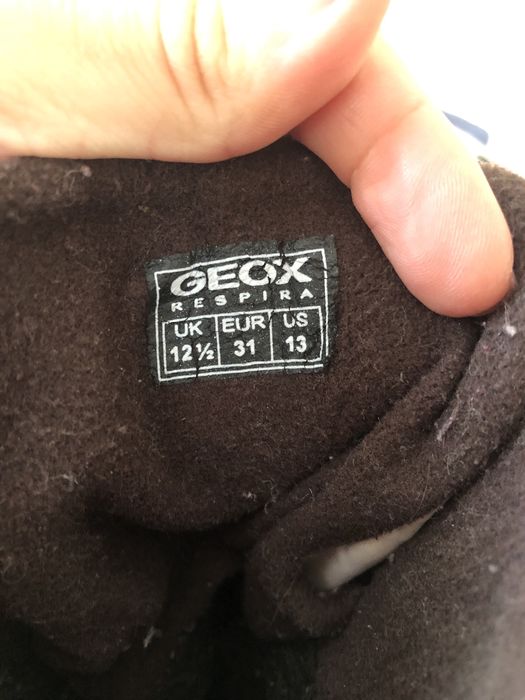 GEOX
RESPIRA
UK EUR US
12½ 31 13